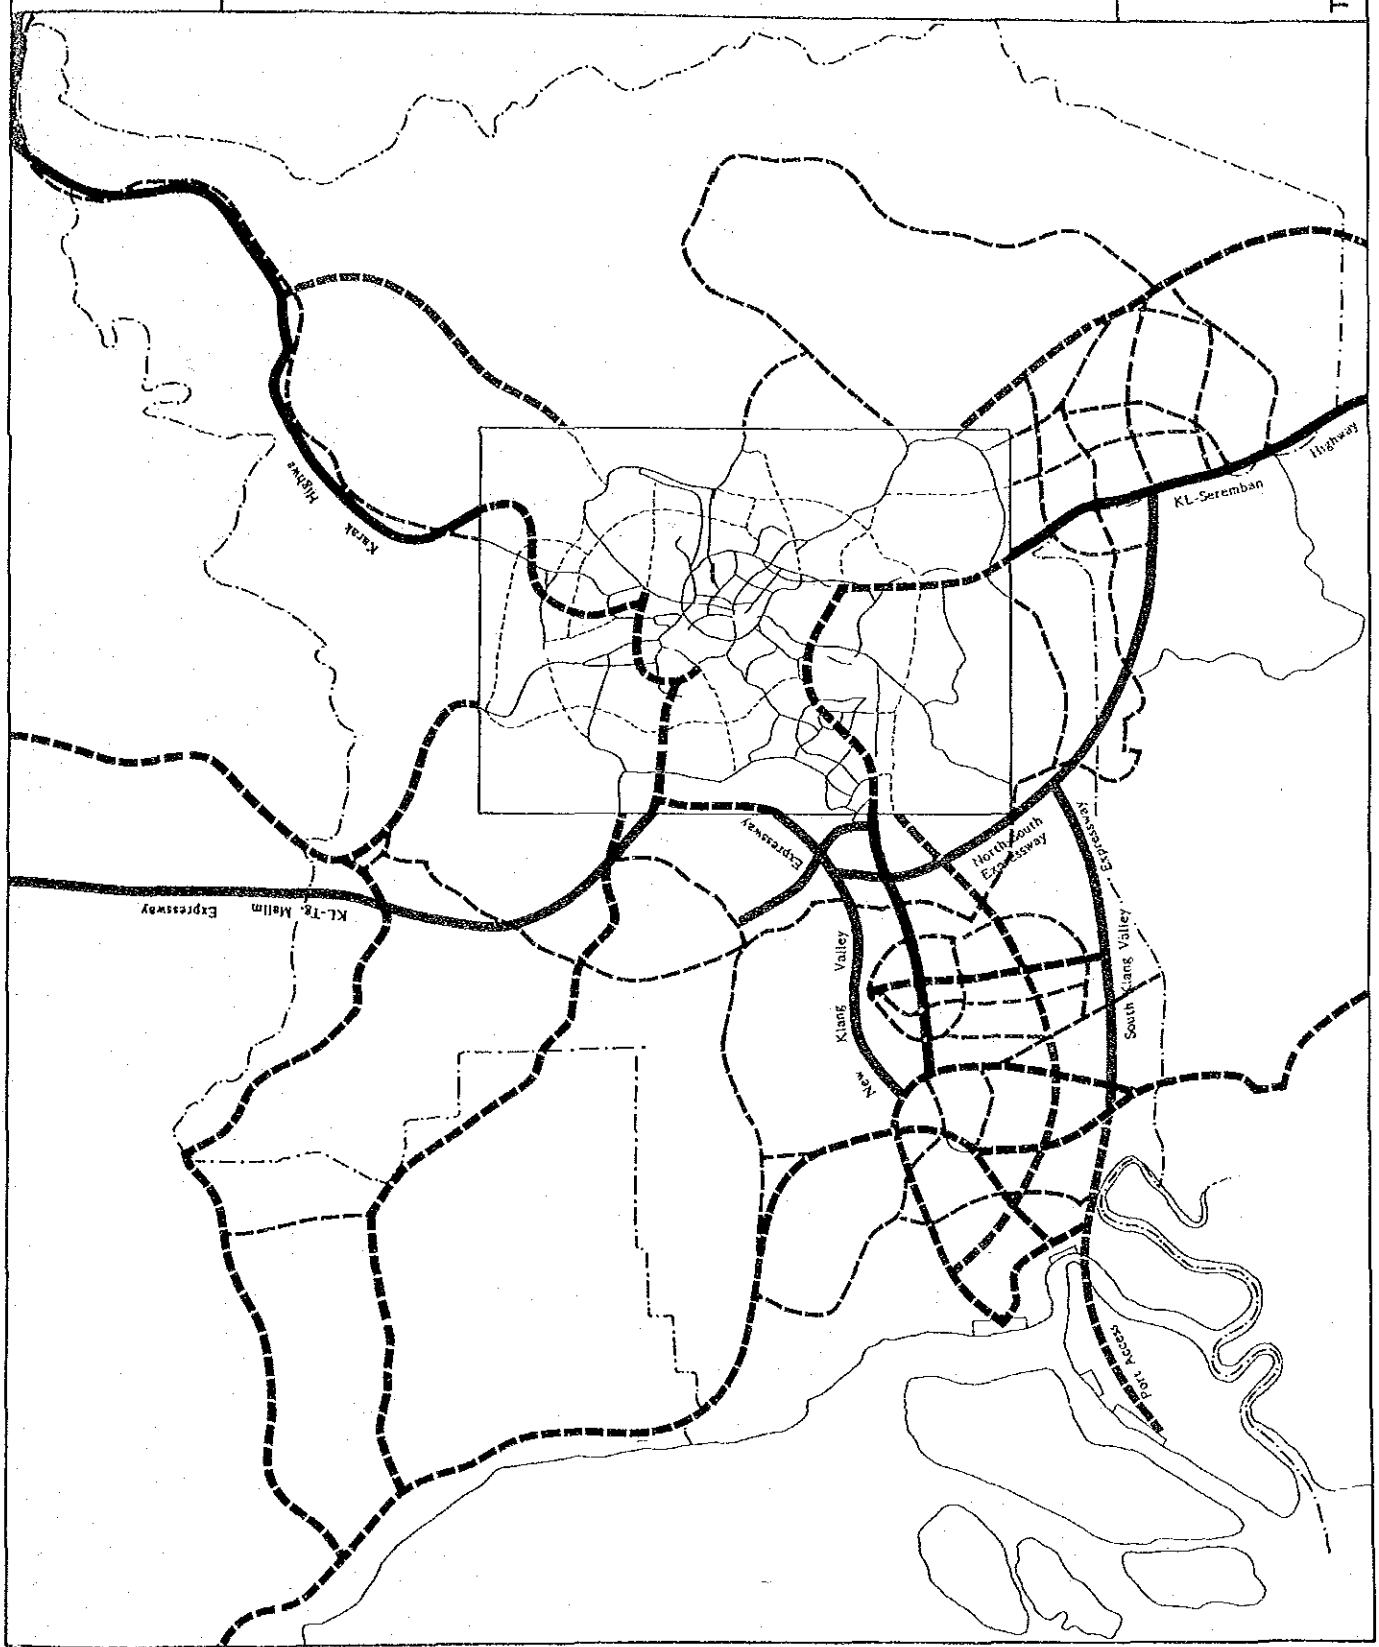 Karak
Highwa
KL-Tg. Malim
Expressway
Expressway
New
Klang
Valley
North-South
Expressway
South Klang Valley
Expressway
KL-Seremban
Highway
Port Access